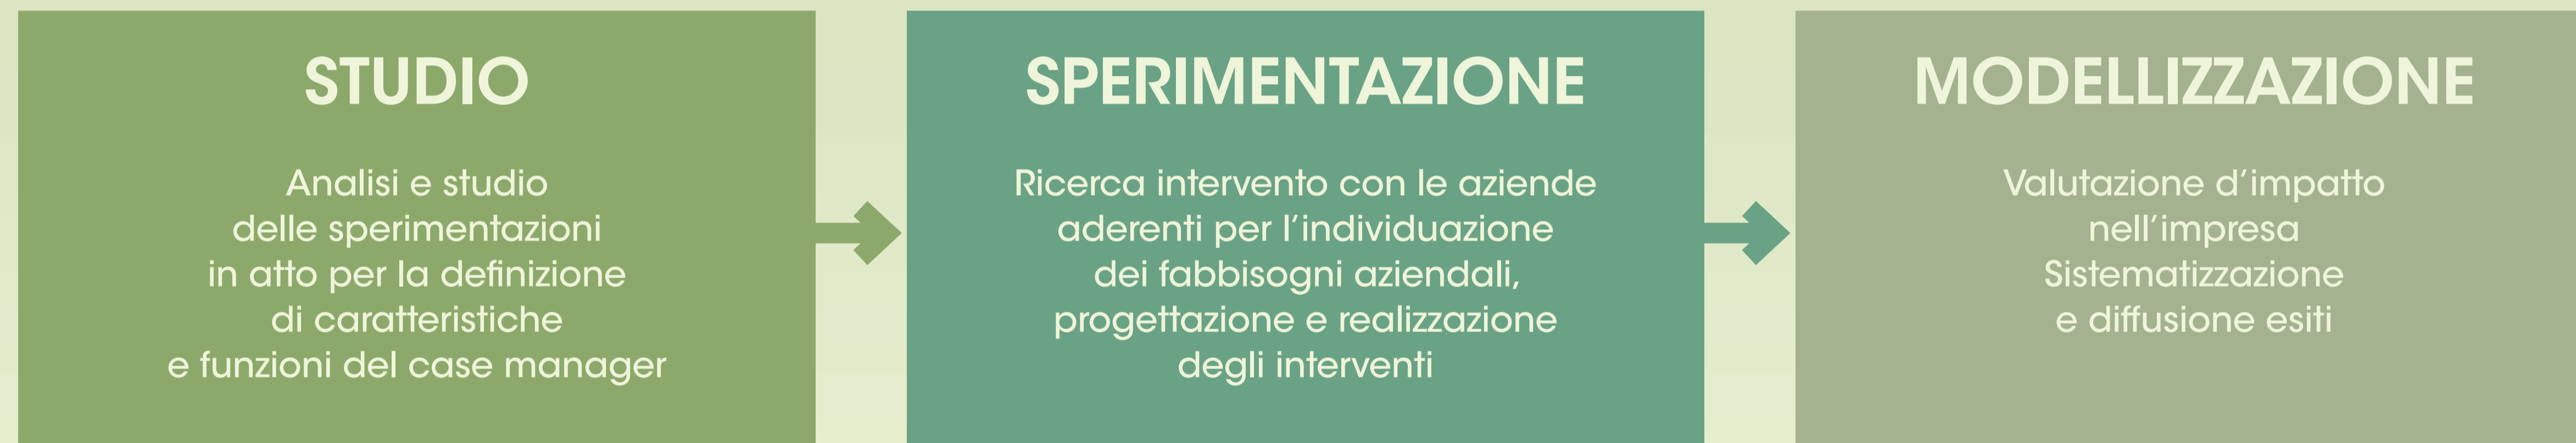 STUDIO
Analisi e studio
delle sperimentazioni
in atto per la definizione
di caratteristiche
e funzioni del case manager
SPERIMENTAZIONE
Ricerca intervento con le aziende
aderenti per l'individuazione
dei fabbisogni aziendali,
progettazione e realizzazione
degli interventi
MODELLIZZAZIONE
Valutazione d'impatto
nell'impresa
Sistematizzazione
e diffusione esiti